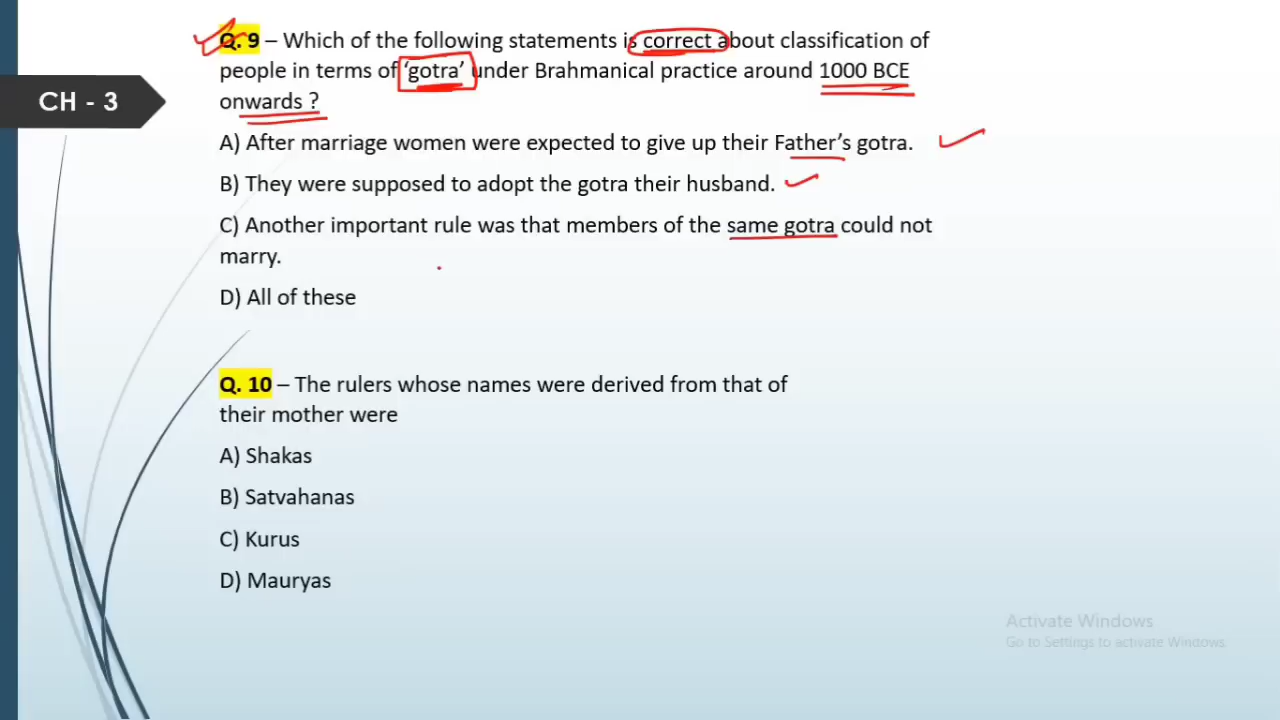 CH - 3
Q. 9 – Which of the following statements is correct about classification of
people in terms of ‘gotra’ under Brahmanical practice around 1000 BCE
onwards ?
A) After marriage women were expected to give up their Father’s gotra.
B) They were supposed to adopt the gotra their husband.
C) Another important rule was that members of the same gotra could not
marry.
D) All of these
Q. 10 – The rulers whose names were derived from that of
their mother were
A) Shakas
B) Satvahanas
C) Kurus
D) Mauryas
Activate Windows
Go to Settings to activate Windows.